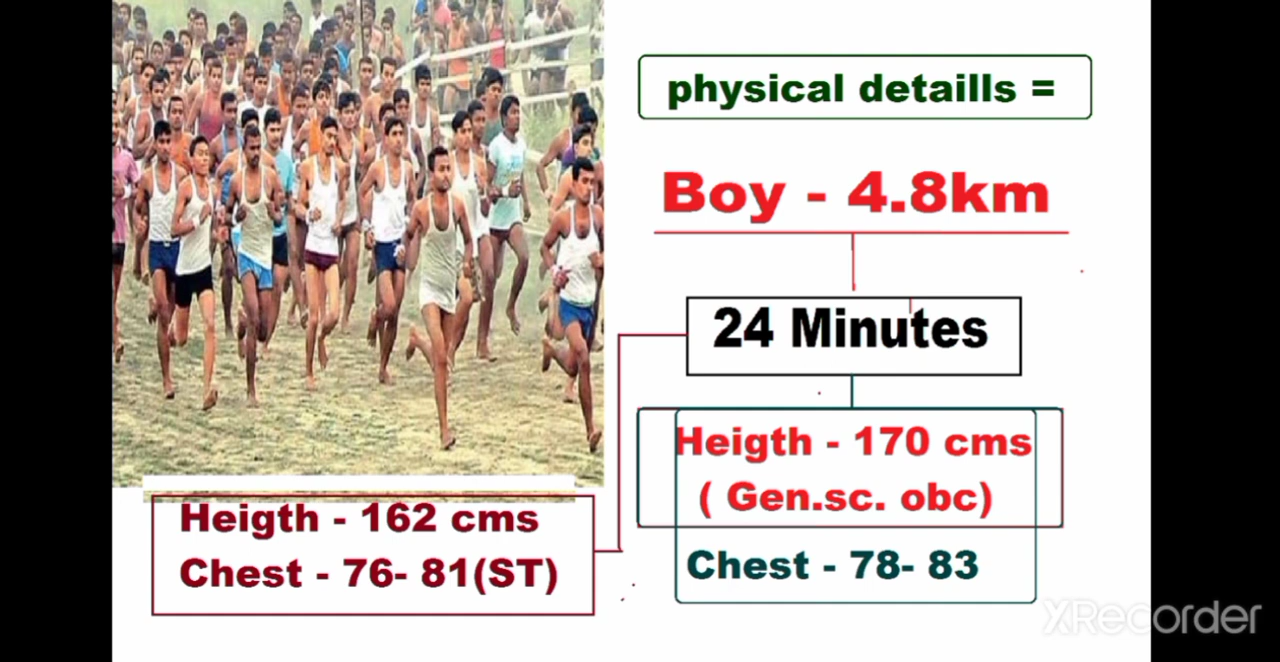 physical detaills =
Boy - 4.8km
24 Minutes
Heigth - 170 cms
( Gen.sc. obc)
Chest - 78- 83
Heigth - 162 cms
Chest - 76- 81(ST)
XRecorder